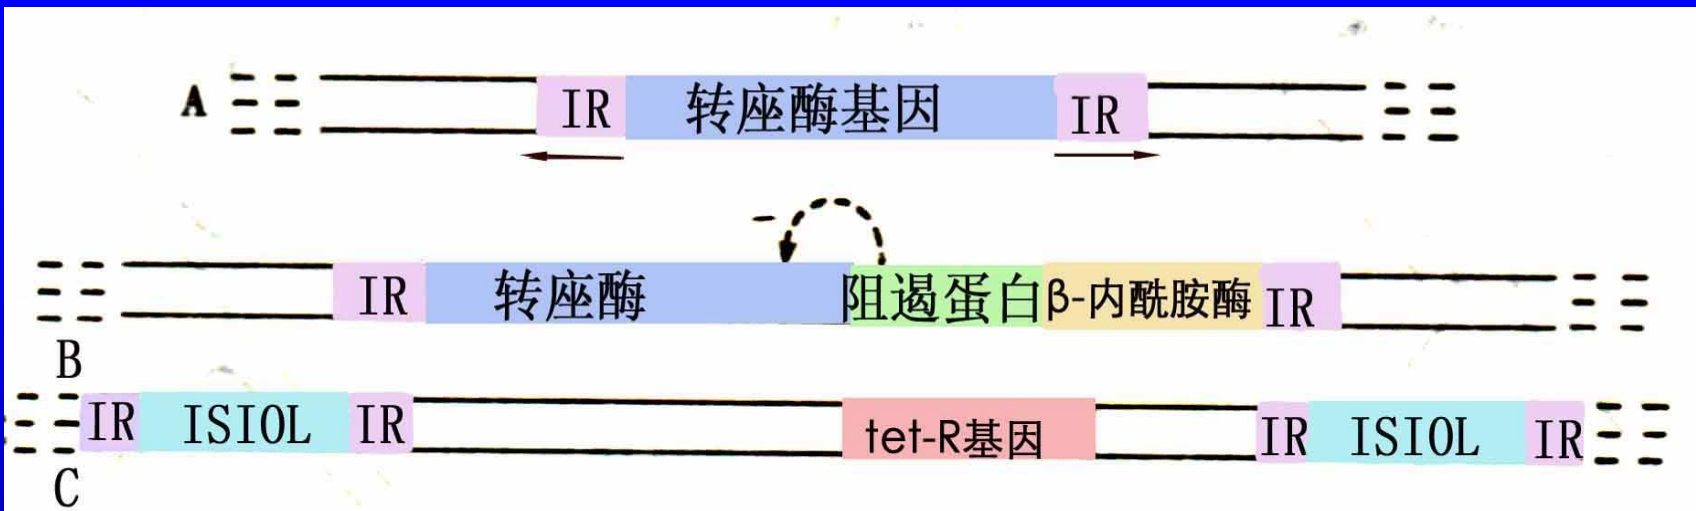 A IR 转座酶基因 IR
IR 转座酶 阻遏蛋白 β-内酰胺酶 IR
B
IR ISIOL IR tet-R基因 IR ISIOL IR
C